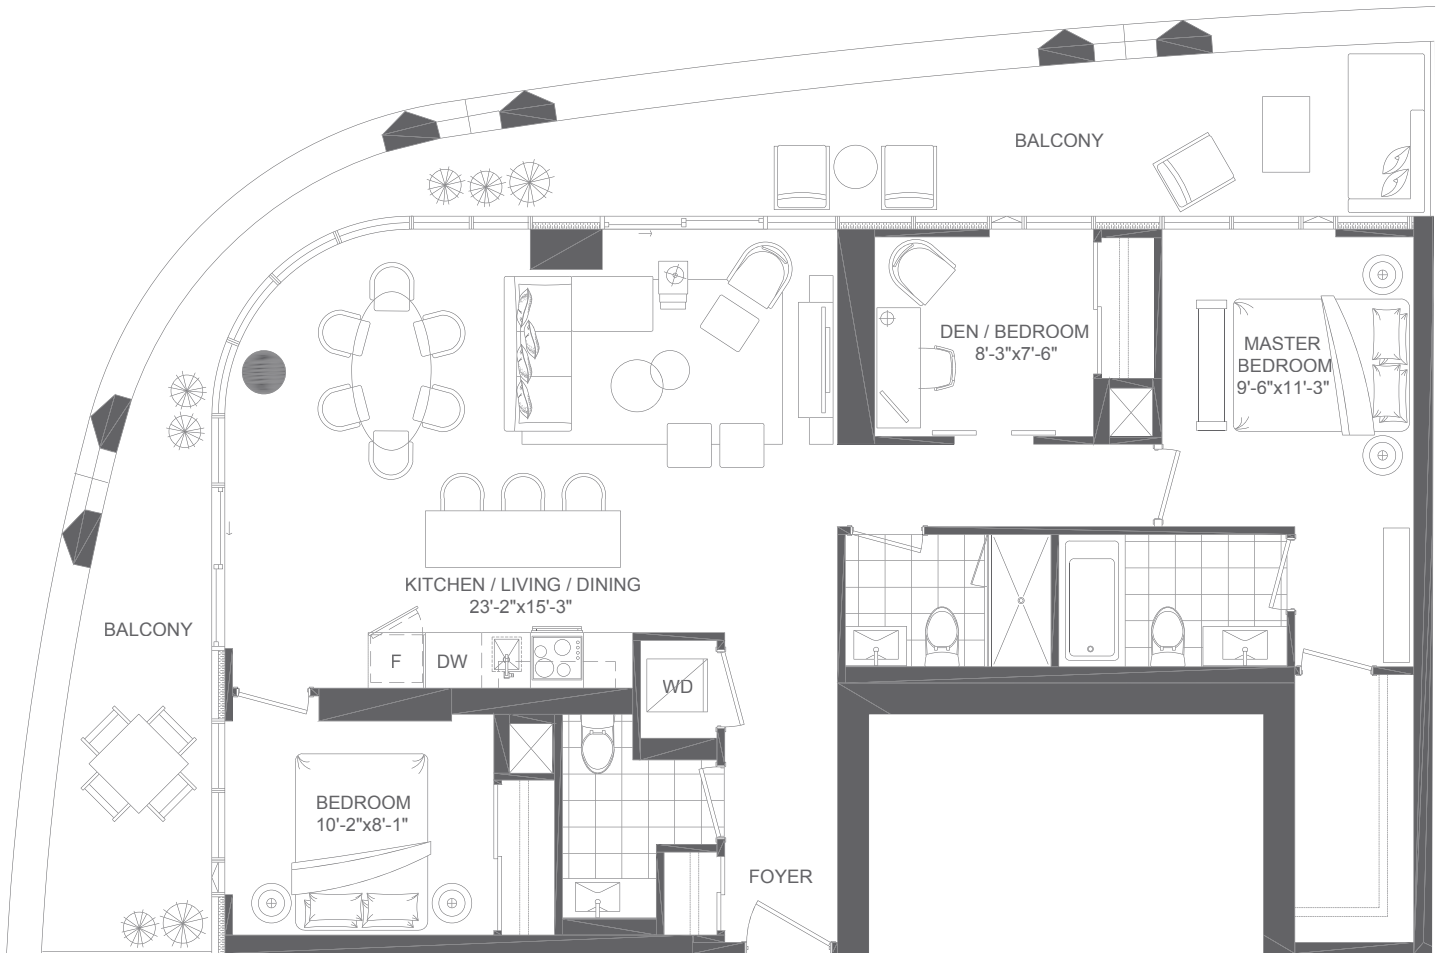 BALCONY
DEN / BEDROOM
8'-3"x7'-6"
MASTER
BEDROOM
9'-6"x11'-3"
KITCHEN / LIVING / DINING
23'-2"x15'-3"
BALCONY
F
DW
WD
BEDROOM
10'-2"x8'-1"
FOYER